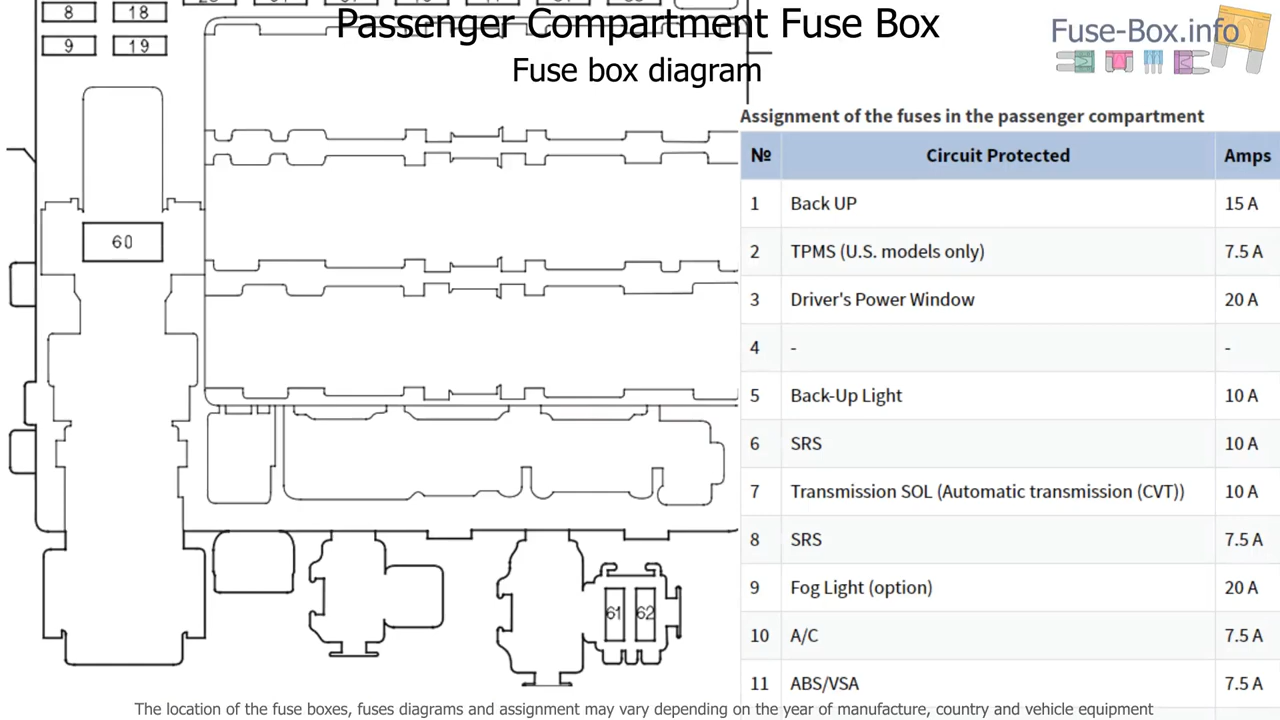 Passenger Compartment Fuse Box
Fuse box diagram
Fuse-Box.info
8 18
9 19
60
61 62
Assignment of the fuses in the passenger compartment
№ Circuit Protected Amps
1 Back UP 15 A
2 TPMS (U.S. models only) 7.5 A
3 Driver's Power Window 20 A
4 - -
5 Back-Up Light 10 A
6 SRS 10 A
7 Transmission SOL (Automatic transmission (CVT)) 10 A
8 SRS 7.5 A
9 Fog Light (option) 20 A
10 A/C 7.5 A
11 ABS/VSA 7.5 A
The location of the fuse boxes, fuses diagrams and assignment may vary depending on the year of manufacture, country and vehicle equipment